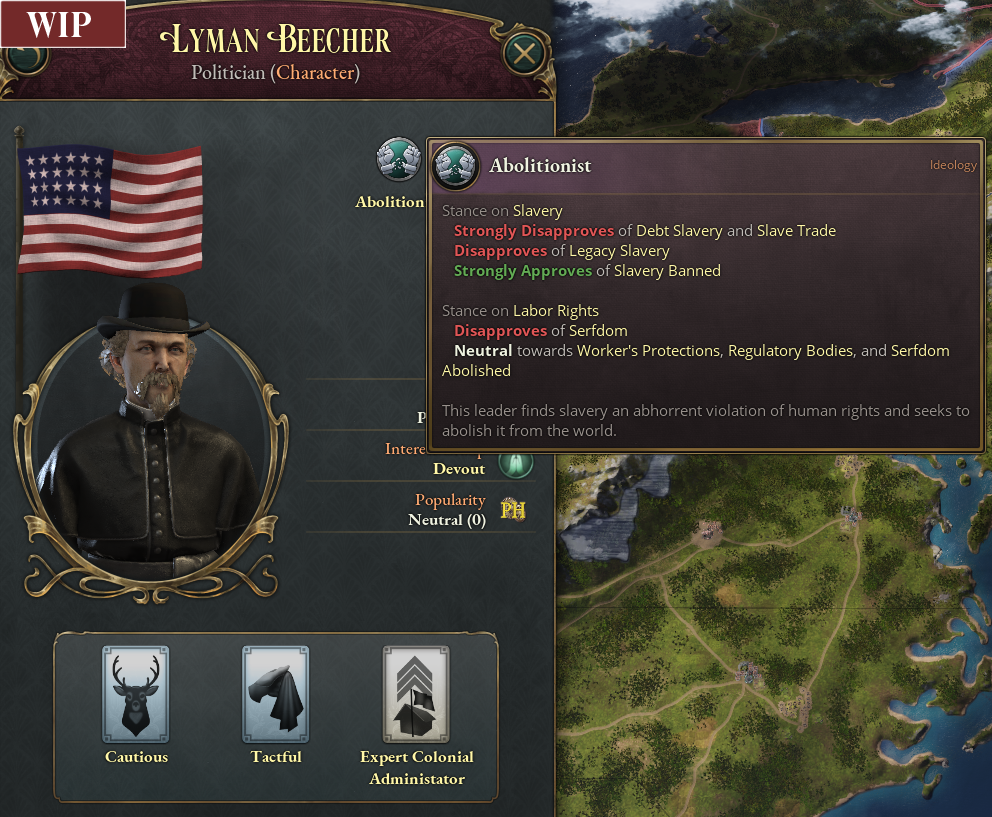 WIP
LYMAN BEECHER
Politician (Character)
Abolition
Abolitionist
Ideology
Stance on Slavery
Strongly Disapproves of Debt Slavery and Slave Trade
Disapproves of Legacy Slavery
Strongly Approves of Slavery Banned
Stance on Labor Rights
Disapproves of Serfdom
Neutral towards Worker's Protections, Regulatory Bodies, and Serfdom
Abolished
This leader finds slavery an abhorrent violation of human rights and seeks to
abolish it from the world.
P
Intere
Devout
Popularity
Neutral (0)
PH
Cautious
Tactful
Expert Colonial
Administator